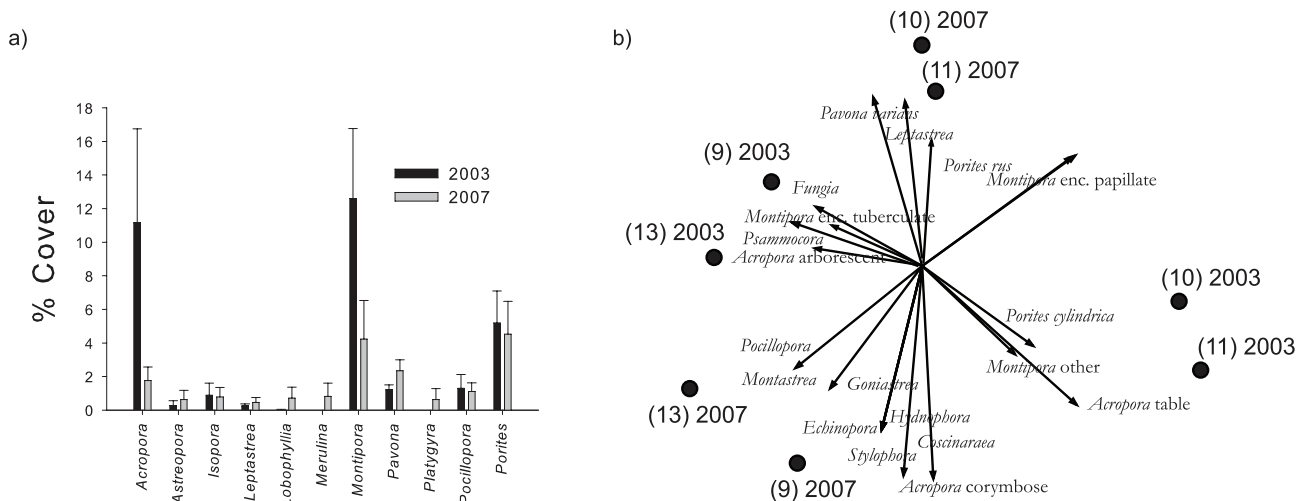 a)
% Cover
18
16
14
12
10
8
6
4
2
0
2003
2007
Acropora
Astreopora
Isopora
Leptastrea
Lobophyllia
Merulina
Montipora
Pavona
Platygyra
Pocillopora
Porites
b)
(10) 2007
(11) 2007
Pavona varians
Leptastrea
(9) 2003
Porites rus
Montipora enc. papillate
Fungia
Montipora enc. tuberculate
(13) 2003
Psammocora
Acropora arborescent
(10) 2003
Porites cylindrica
Pocillopora
(11) 2003
Montipora other
Montastrea
Goniastrea
(13) 2007
Acropora table
Hydnophora
Echinopora
Coscinaraea
Stylophora
(9) 2007
Acropora corymbose